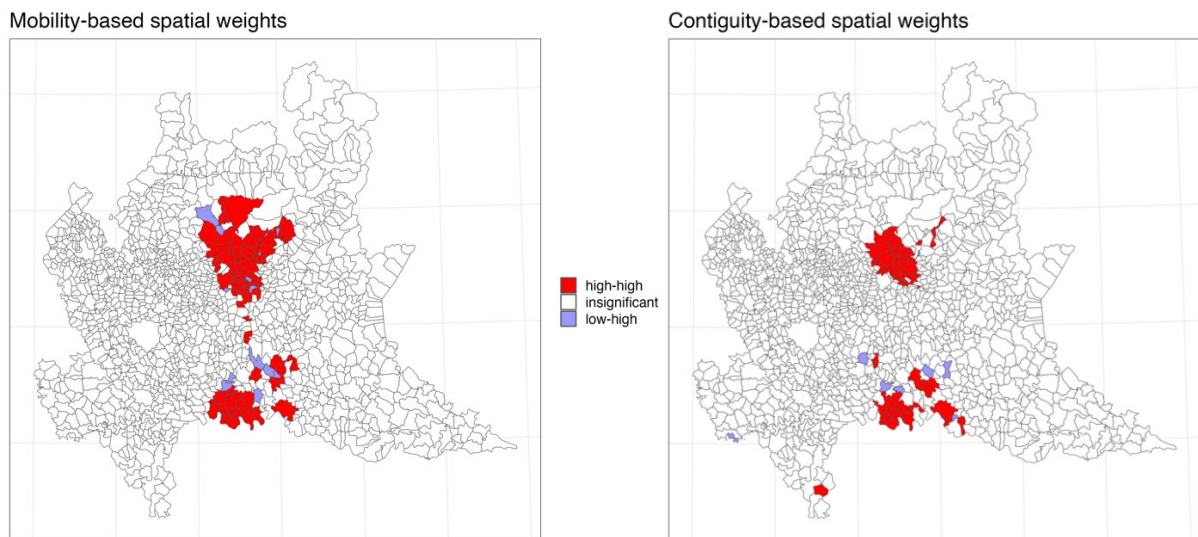 Mobility-based spatial weights
Contiguity-based spatial weights
high-high
insignificant
low-high